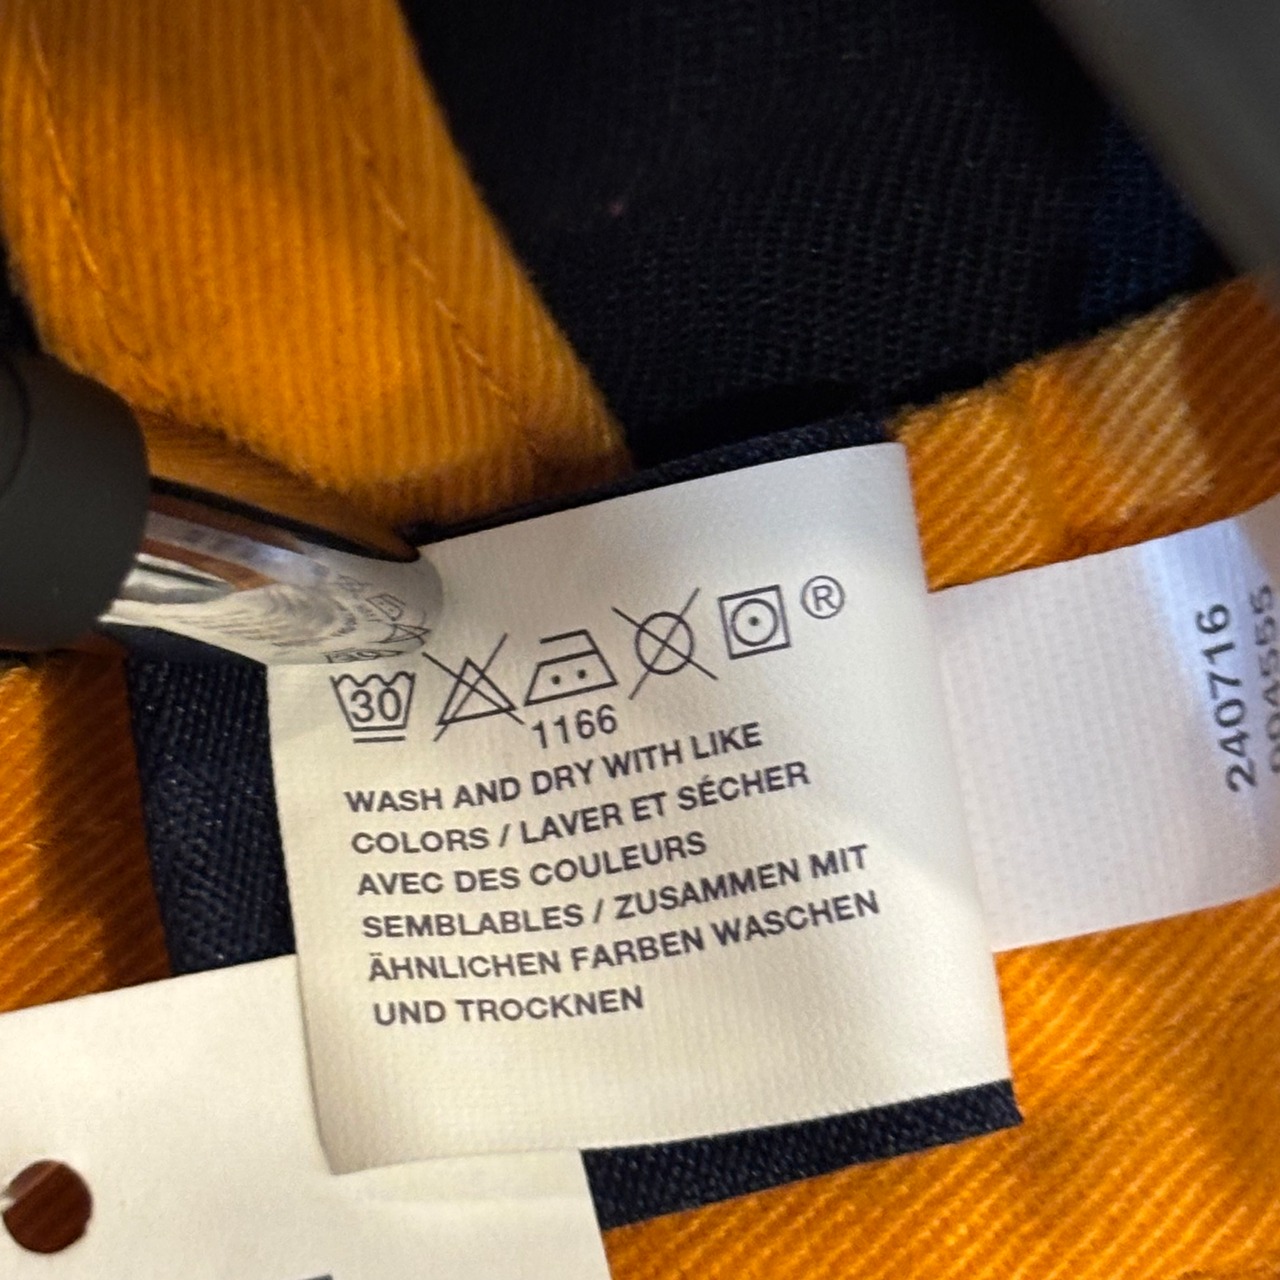 30
®
1166
WASH AND DRY WITH LIKE
COLORS / LAVER ET SÉCHER
AVEC DES COULEURS
SEMBLABLES / ZUSAMMEN MIT
ÄHNLICHEN FARBEN WASCHEN
UND TROCKNEN
240716